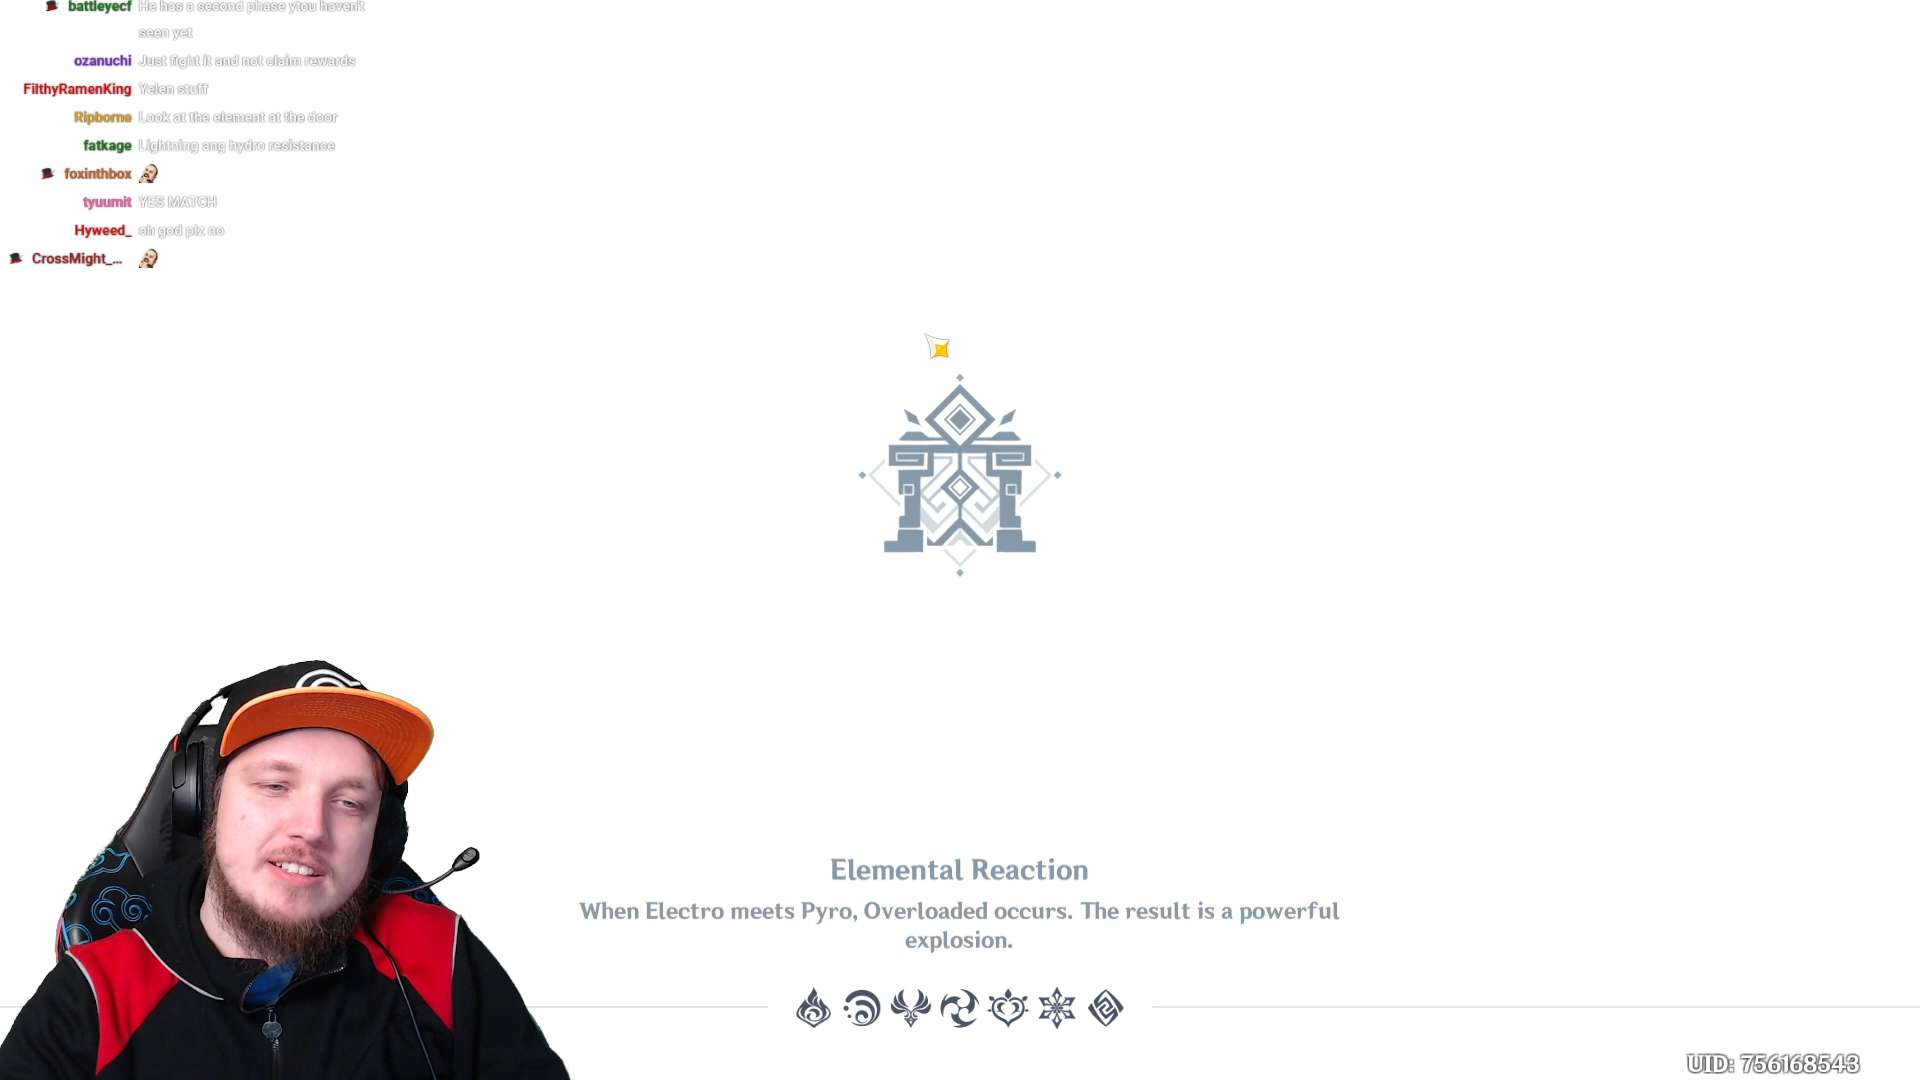 battleyecf He has a second phase ytou haven't
seen yet
ozanuchi Just fight it and not claim rewards
FilthyRamenKing Yelen stuff
Ripborne Look at the element at the door
fatkage Lightning ang hydro resistance
foxinthbox
tyuumit YES MATCH
Hyweed_ oh god plz no
CrossMight_...
Elemental Reaction
When Electro meets Pyro, Overloaded occurs. The result is a powerful
explosion.
UID: 756168543